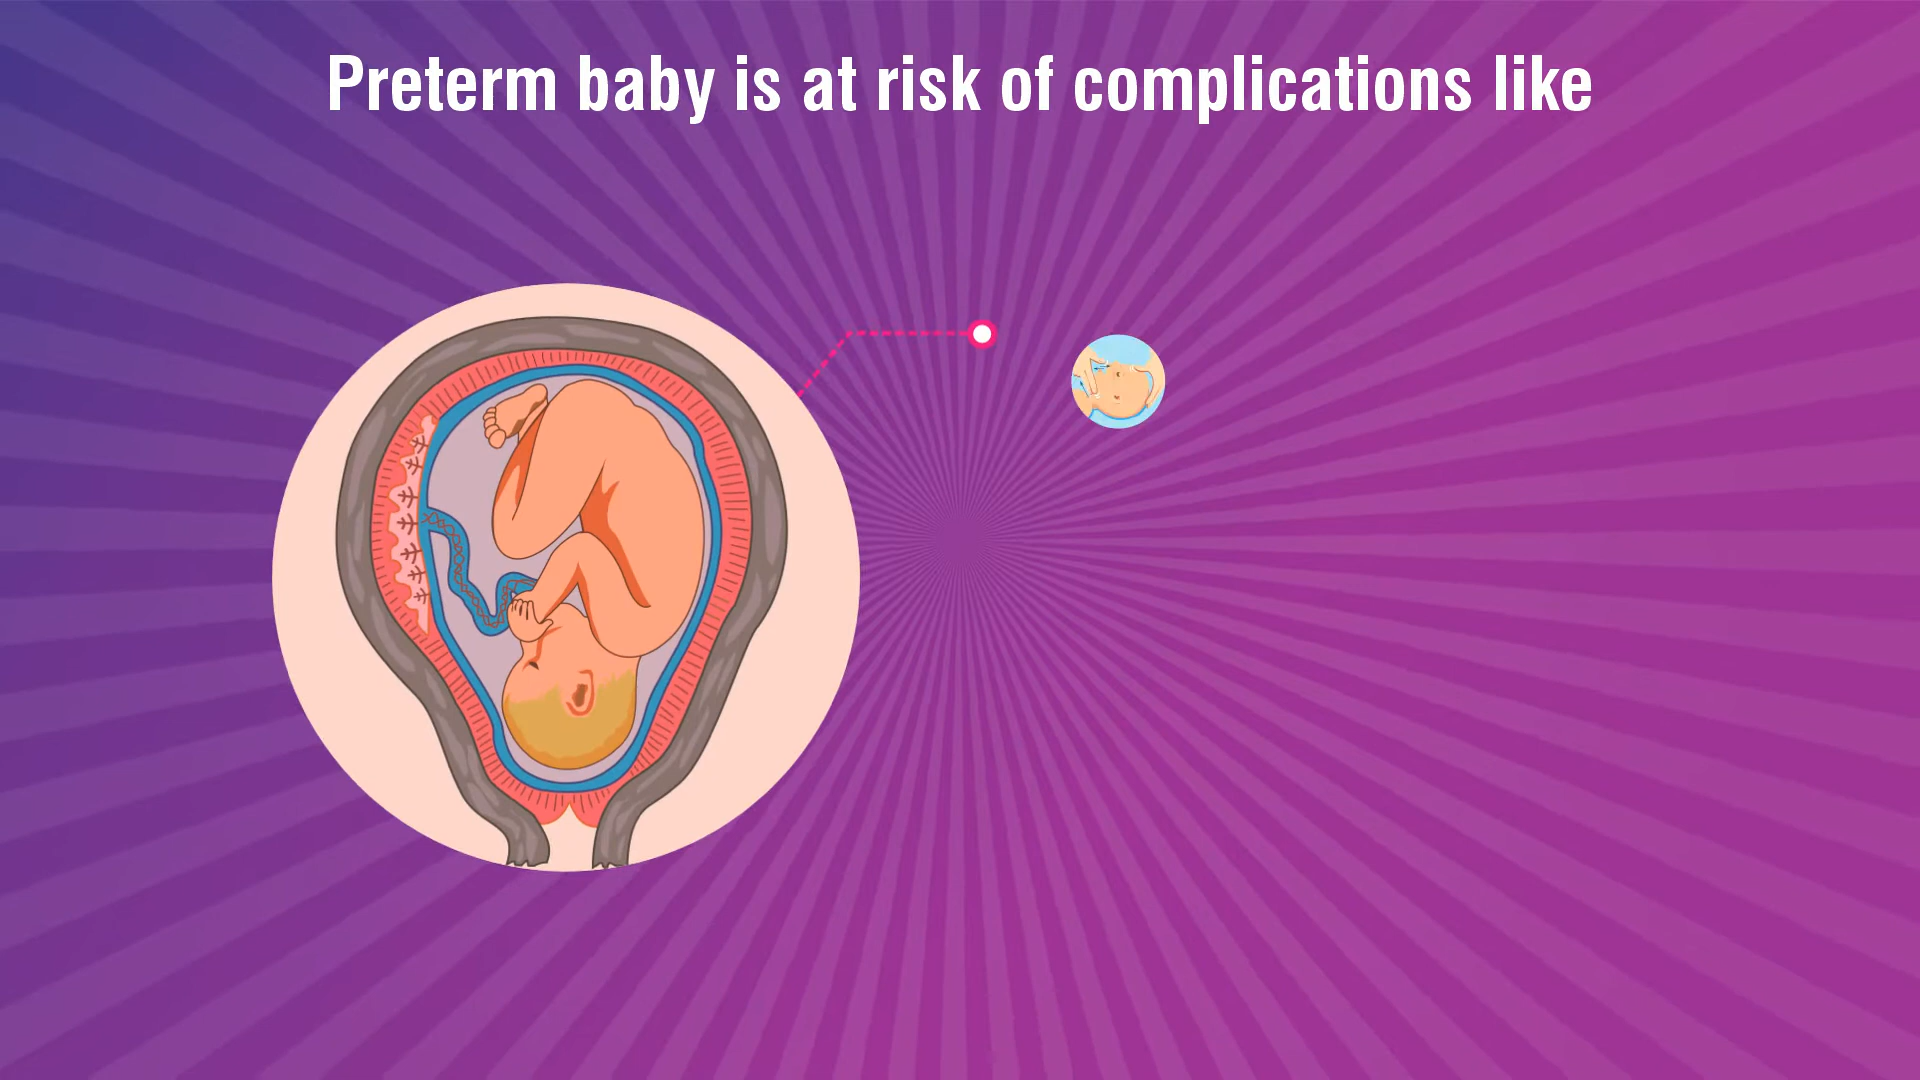 Preterm baby is at risk of complications like